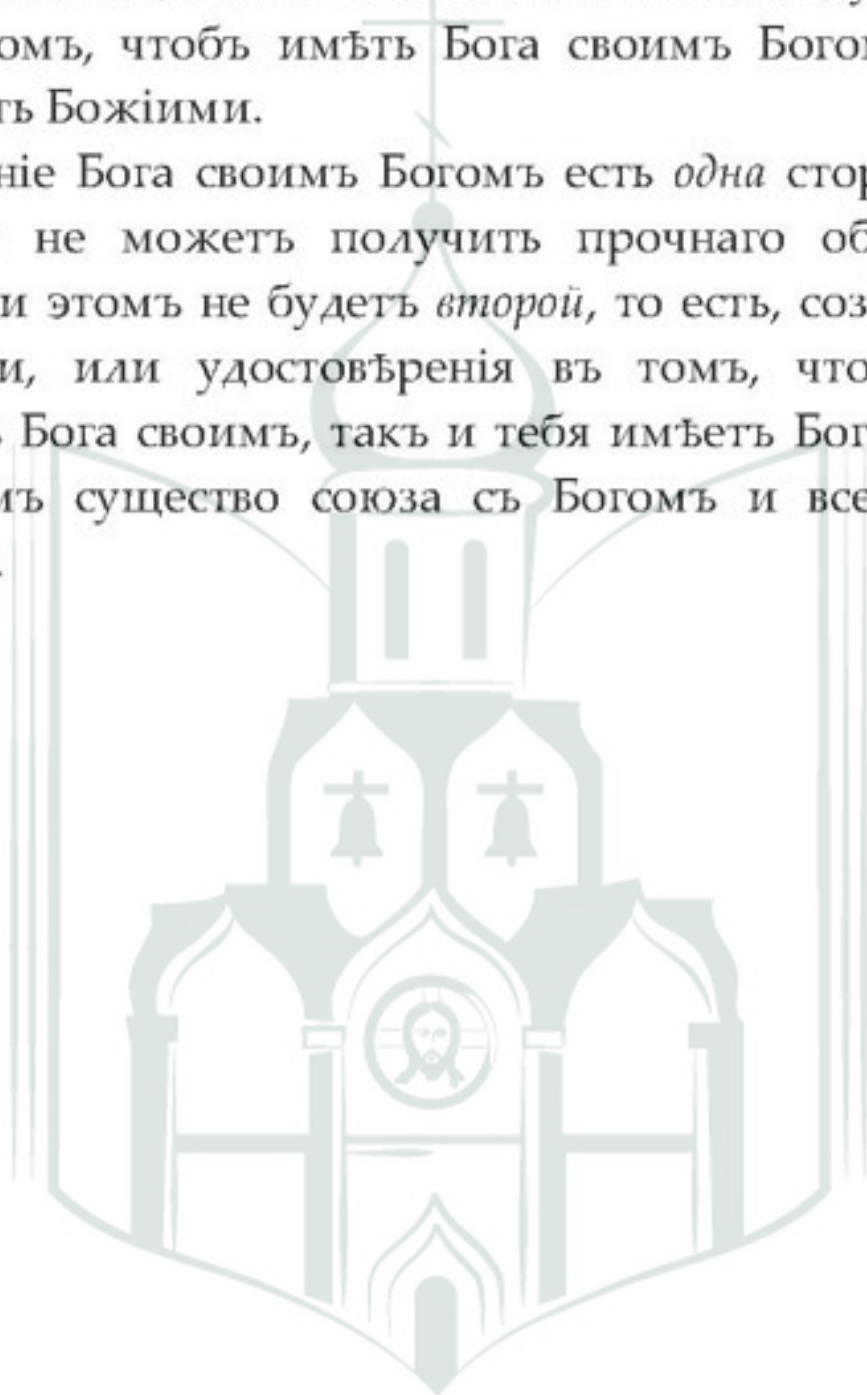 омъ, чтобъ имѣть Бога своимъ Богом
ть Божіими.
ніе Бога своимъ Богомъ есть одна стор
не можетъ получить прочнаго об
и этомъ не будетъ второй, то есть, соз
и, или удостовѣренія въ томъ, что
Бога своимъ, такъ и тебя имѣетъ Бог
мъ существо союза съ Богомъ и все